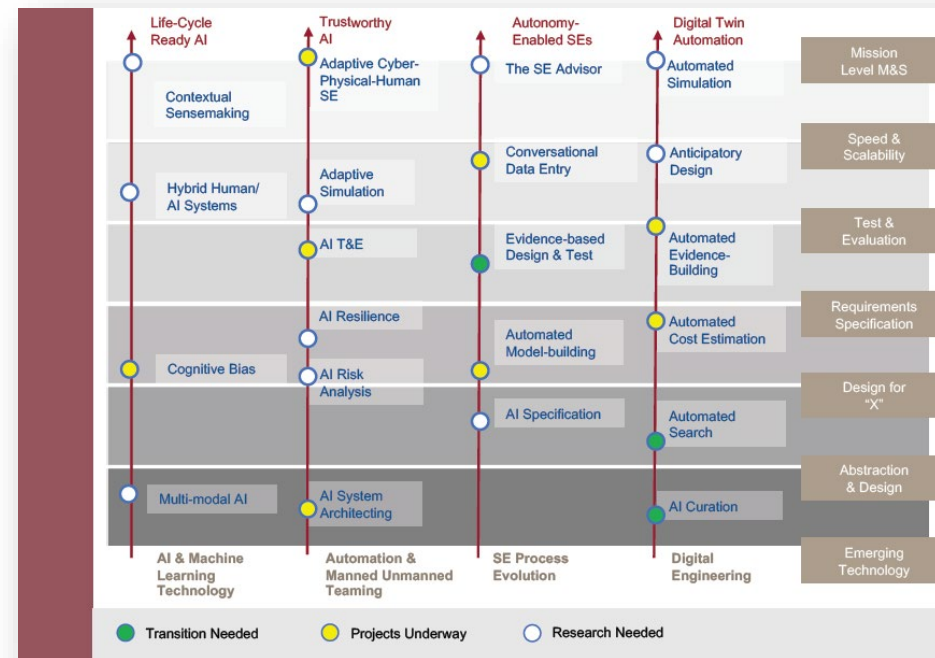 Life-Cycle
Ready AI
Trustworthy
AI
Autonomy-
Enabled SEs
Digital Twin
Automation
Contextual
Sensemaking
Hybrid Human/
AI Systems
Cognitive Bias
Multi-modal AI
Adaptive Cyber-
Physical-Human
SE
Adaptive
Simulation
AI T&E
AI Resilience
AI Risk
Analysis
AI System
Architecting
The SE Advisor
Conversational
Data Entry
Evidence-based
Design & Test
Automated
Model-building
AI Specification
Automated
Simulation
Anticipatory
Design
Automated
Evidence-
Building
Automated
Cost Estimation
Automated
Search
AI Curation
Mission
Level M&S
Speed &
Scalability
Test &
Evaluation
Requirements
Specification
Design for
“X”
Abstraction
& Design
Emerging
Technology
AI & Machine
Learning
Technology
Automation &
Manned Unmanned
Teaming
SE Process
Evolution
Digital
Engineering
Transition Needed
Projects Underway
Research Needed